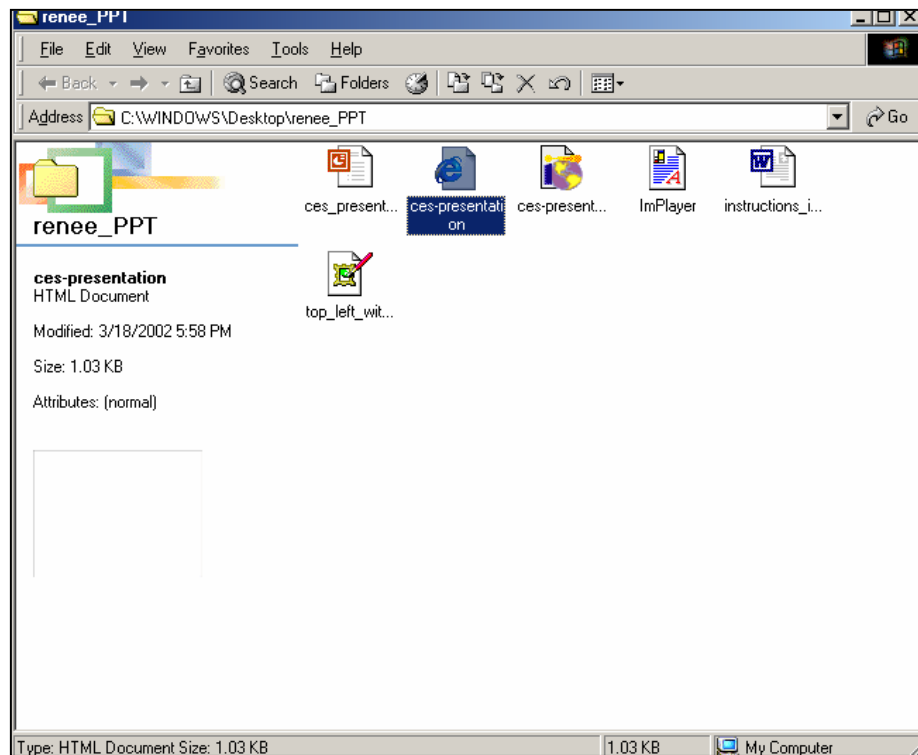 renee_PPT
File Edit View Favorites Tools Help
Back Search Folders
Address C:\WINDOWS\Desktop\renee_PPT Go
ces_present... ces-presentati ces-present... ImPlayer instructions_i...
on
renee_PPT
top_left_wit...
ces-presentation
HTML Document
Modified: 3/18/2002 5:58 PM
Size: 1.03 KB
Attributes: (normal)
Type: HTML Document Size: 1.03 KB 1.03 KB My Computer